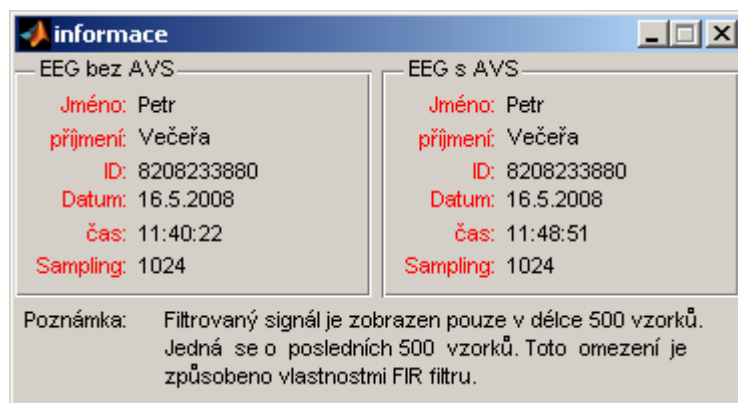 informace
EEG bez AVS
Jméno: Petr
příjmení: Večeřa
ID: 8208233880
Datum: 16.5.2008
čas: 11:40:22
Sampling: 1024
EEG s AVS
Jméno: Petr
příjmení: Večeřa
ID: 8208233880
Datum: 16.5.2008
čas: 11:48:51
Sampling: 1024
Poznámka: Filtrovaný signál je zobrazen pouze v délce 500 vzorků.
Jedná se o posledních 500 vzorků. Toto omezení je
způsobeno vlastnostmi FIR filtru.